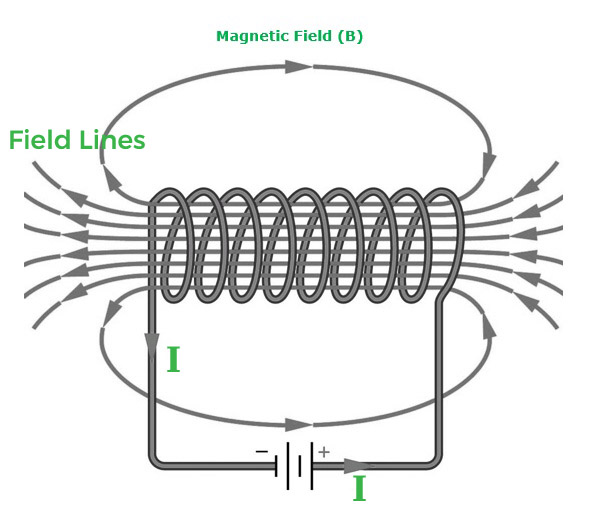 Magnetic Field (B)
Field Lines
I
− +
I